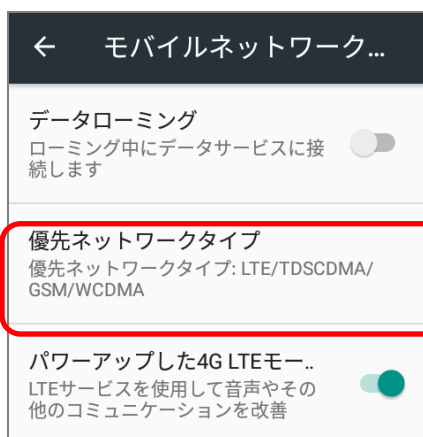 ← モバイルネットワーク...
データローミング
ローミング中にデータサービスに接
続します
優先ネットワークタイプ
優先ネットワークタイプ: LTE/TDSCDMA/
GSM/WCDMA
パワーアップした4G LTEモー..
LTEサービスを使用して音声やその
他のコミュニケーションを改善